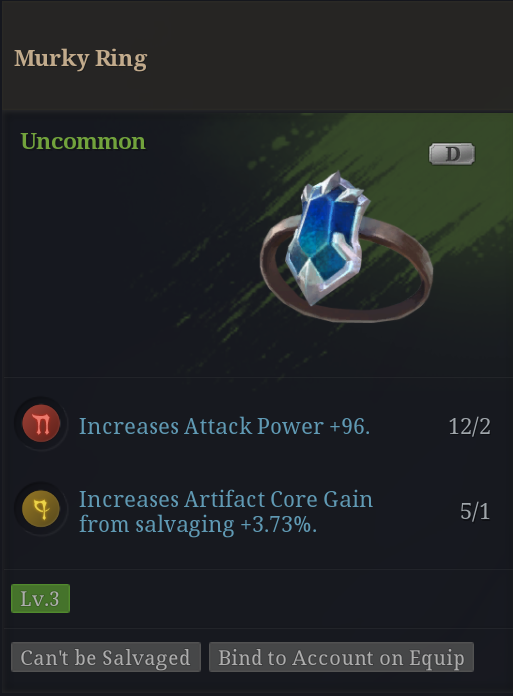 Murky Ring
Uncommon
D
Increases Attack Power +96.
12/2
Increases Artifact Core Gain
from salvaging +3.73%.
5/1
Lv.3
Can't be Salvaged
Bind to Account on Equip